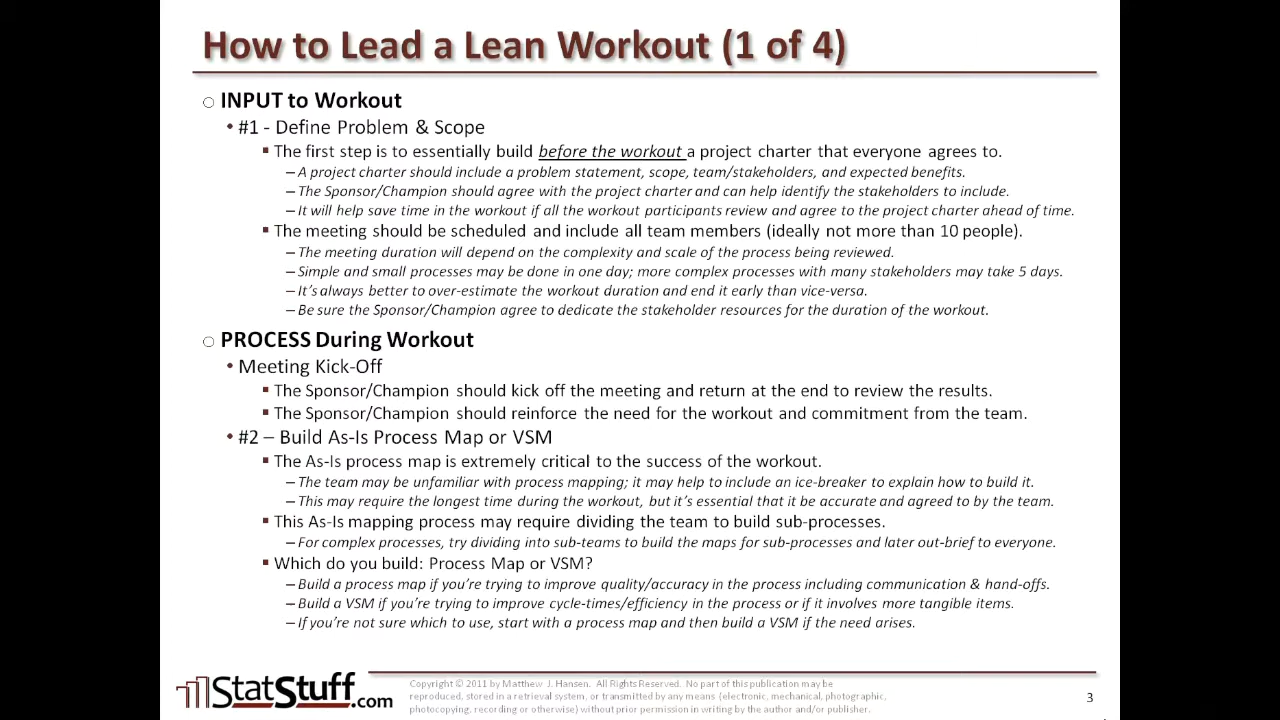 How to Lead a Lean Workout (1 of 4)
○ INPUT to Workout
• #1 - Define Problem & Scope
▪ The first step is to essentially build before the workout a project charter that everyone agrees to.
– A project charter should include a problem statement, scope, team/stakeholders, and expected benefits.
– The Sponsor/Champion should agree with the project charter and can help identify the stakeholders to include.
– It will help save time in the workout if all the workout participants review and agree to the project charter ahead of time.
▪ The meeting should be scheduled and include all team members (ideally not more than 10 people).
– The meeting duration will depend on the complexity and scale of the process being reviewed.
– Simple and small processes may be done in one day; more complex processes with many stakeholders may take 5 days.
– It's always better to over-estimate the workout duration and end it early than vice-versa.
– Be sure the Sponsor/Champion agree to dedicate the stakeholder resources for the duration of the workout.
○ PROCESS During Workout
• Meeting Kick-Off
▪ The Sponsor/Champion should kick off the meeting and return at the end to review the results.
▪ The Sponsor/Champion should reinforce the need for the workout and commitment from the team.
• #2 – Build As-Is Process Map or VSM
▪ The As-Is process map is extremely critical to the success of the workout.
– The team may be unfamiliar with process mapping; it may help to include an ice-breaker to explain how to build it.
– This may require the longest time during the workout, but it's essential that it be accurate and agreed to by the team.
▪ This As-Is mapping process may require dividing the team to build sub-processes.
– For complex processes, try dividing into sub-teams to build the maps for sub-processes and later out-brief to everyone.
▪ Which do you build: Process Map or VSM?
– Build a process map if you're trying to improve quality/accuracy in the process including communication & hand-offs.
– Build a VSM if you're trying to improve cycle-times/efficiency in the process or if it involves more tangible items.
– If you're not sure which to use, start with a process map and then build a VSM if the need arises.
StatStuff.com
Copyright © 2011 by Matthew J. Hansen. All Rights Reserved. No part of this publication may be
reproduced, stored in a retrieval system, or transmitted by any means (electronic, mechanical, photographic,
photocopying, recording or otherwise) without prior permission in writing by the author and/or publisher.
3